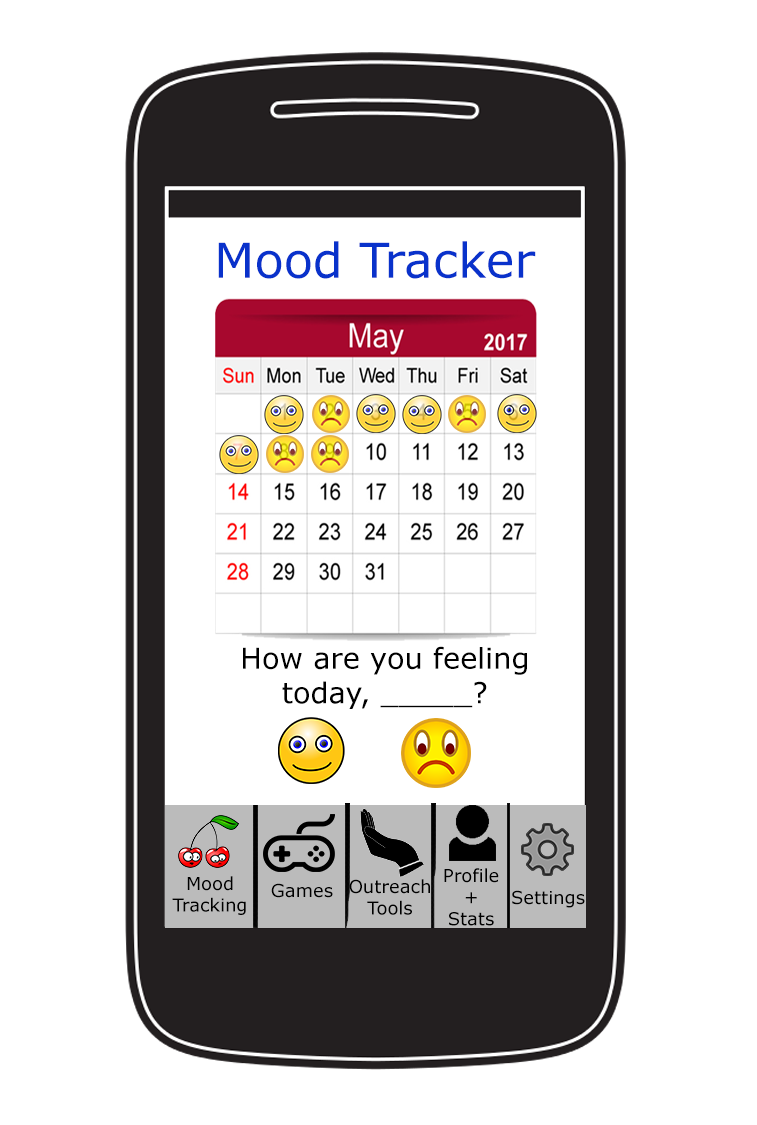 Mood Tracker
May 2017
Sun Mon Tue Wed Thu Fri Sat
10 11 12 13
14 15 16 17 18 19 20
21 22 23 24 25 26 27
28 29 30 31
How are you feeling
today, _____?
Mood
Tracking
Games
Outreach
Tools
Profile
+
Stats
Settings